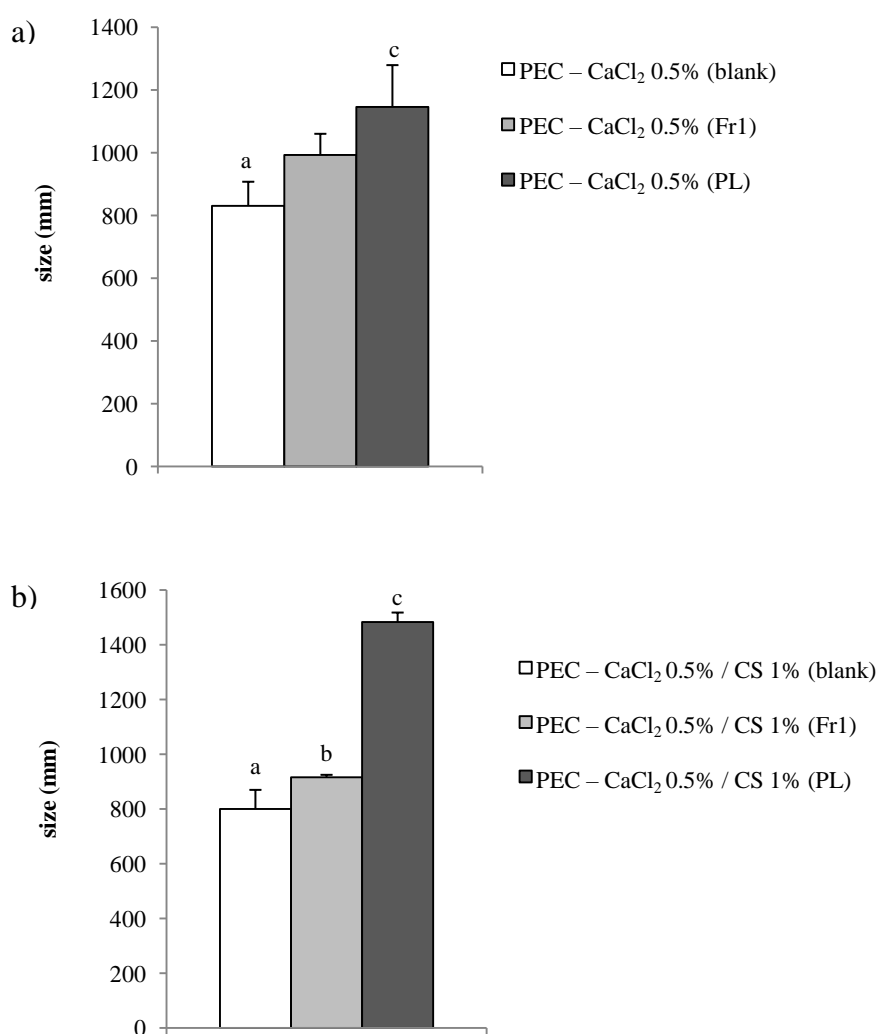 a)
1400
1200
1000
800
600
400
200
0
size (mm)
a
c
PEC – CaCl₂ 0.5% (blank)
PEC – CaCl₂ 0.5% (Fr1)
PEC – CaCl₂ 0.5% (PL)
b)
1600
1400
1200
1000
800
600
400
200
0
size (mm)
a
b
c
PEC – CaCl₂ 0.5% / CS 1% (blank)
PEC – CaCl₂ 0.5% / CS 1% (Fr1)
PEC – CaCl₂ 0.5% / CS 1% (PL)